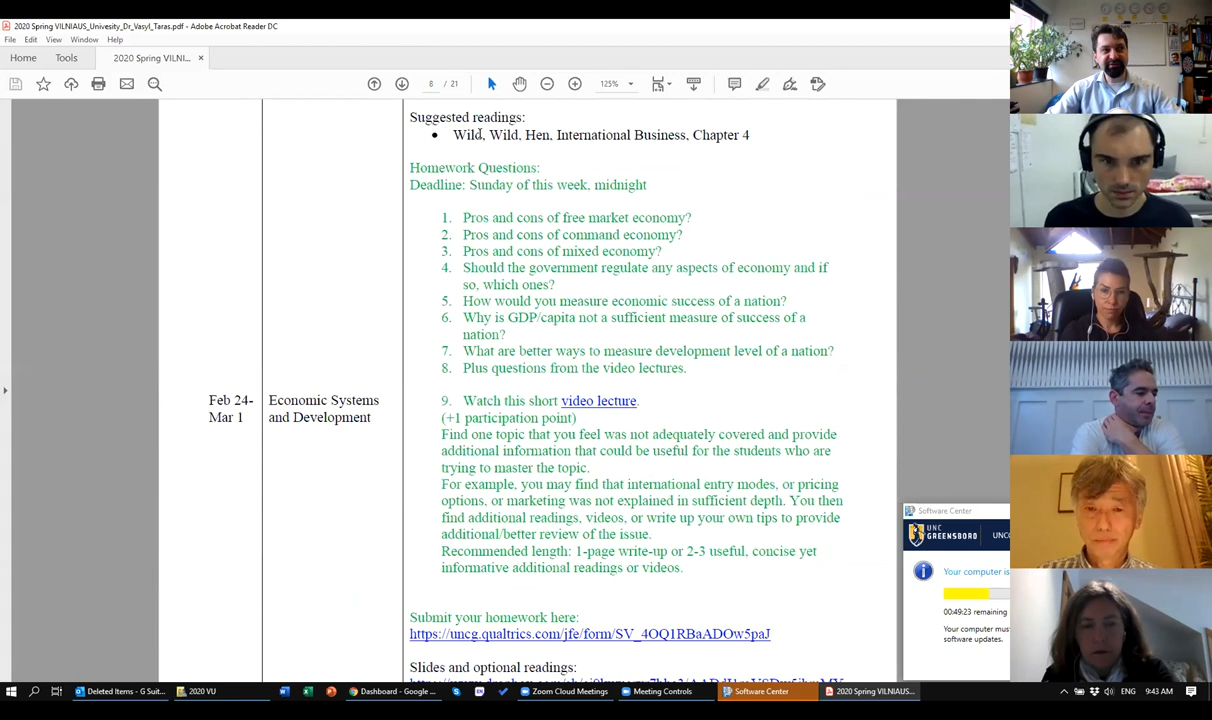 2020 Spring VILNIAUS_Univesity_Dr_Vasyl_Taras.pdf - Adobe Acrobat Reader DC
File Edit View Window Help
Home Tools 2020 Spring VILNI... ×
8 / 21 125%
Suggested readings:
• Wild, Wild, Hen, International Business, Chapter 4
Homework Questions:
Deadline: Sunday of this week, midnight
1. Pros and cons of free market economy?
2. Pros and cons of command economy?
3. Pros and cons of mixed economy?
4. Should the government regulate any aspects of economy and if
so, which ones?
5. How would you measure economic success of a nation?
6. Why is GDP/capita not a sufficient measure of success of a
nation?
7. What are better ways to measure development level of a nation?
8. Plus questions from the video lectures.
Feb 24-
Mar 1
Economic Systems
and Development
9. Watch this short video lecture.
(+1 participation point)
Find one topic that you feel was not adequately covered and provide
additional information that could be useful for the students who are
trying to master the topic.
For example, you may find that international entry modes, or pricing
options, or marketing was not explained in sufficient depth. You then
find additional readings, videos, or write up your own tips to provide
additional/better review of the issue.
Recommended length: 1-page write-up or 2-3 useful, concise yet
informative additional readings or videos.
Submit your homework here:
https://uncg.qualtrics.com/jfe/form/SV_4OQ1RBaADOw5paJ
Slides and optional readings:
Software Center
UNC
GREENSBORO
UNC
Your computer is
00:49:23 remaining
Your computer must
software updates.
Deleted Items - G Suit... 2020 VU Dashboard - Google ... Zoom Cloud Meetings Meeting Controls Software Center 2020 Spring VILNIAUS... ENG 9:43 AM